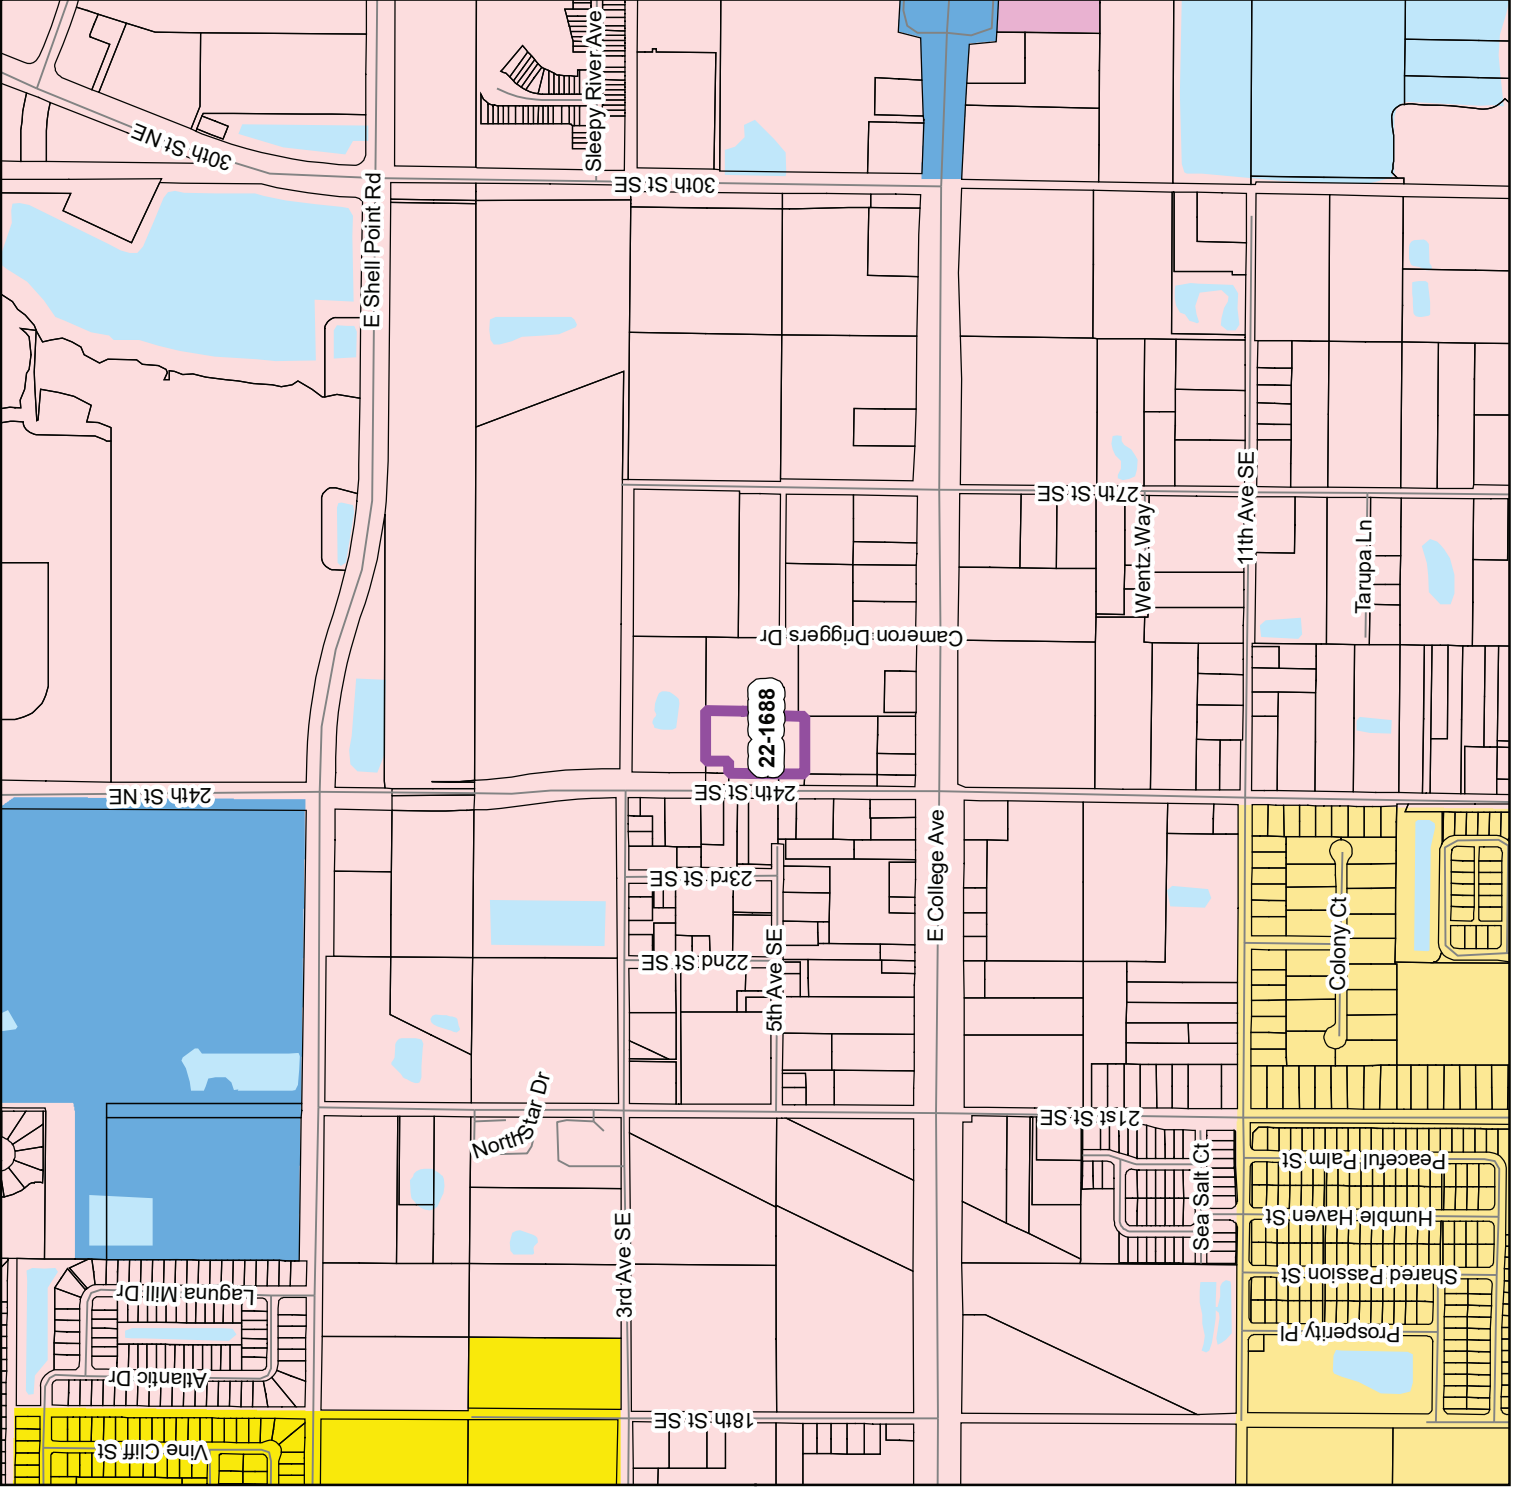 Sleepy River Ave
30th St NE
30th St SE
E Shell Point Rd
27th St SE
11th Ave SE
Wentz Way
Tarupa Ln
Cameron Driggers Dr
22-1688
24th St NE
24th St SE
E College Ave
23rd St SE
22nd St SE
5th Ave SE
Colony Ct
North Star Dr
21st St SE
Sea Salt Ct
Peaceful Palm St
Humble Haven St
Shared Passion St
Prosperity Pl
3rd Ave SE
Laguna Mill Dr
Atlantic Dr
18th St SE
Vine Cliff St